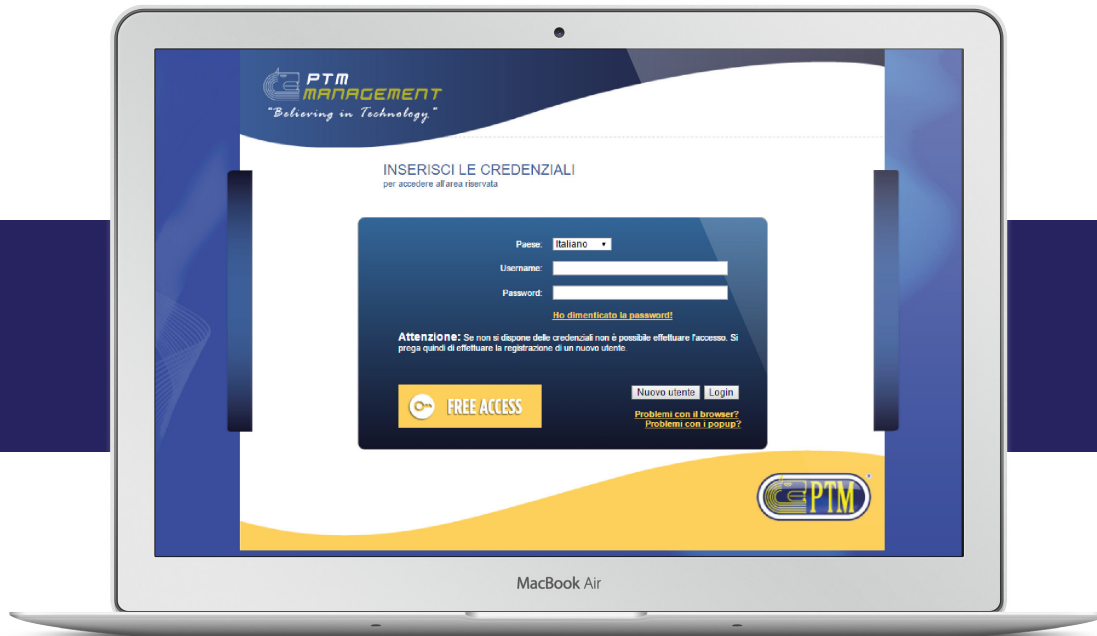 PTM
MANAGEMENT
"Believing in Technology"
INSERISCI LE CREDENZIALI
per accedere all'area riservata
Paese: Italiano
Username:
Password:
Ho dimenticato la password!
Attenzione: Se non si dispone delle credenziali non è possibile effettuare l'accesso. Si
prega quindi di effettuare la registrazione di un nuovo utente.
FREE ACCESS
Nuovo utente Login
Problemi con il browser?
Problemi con i popup?
PTM
MacBook Air